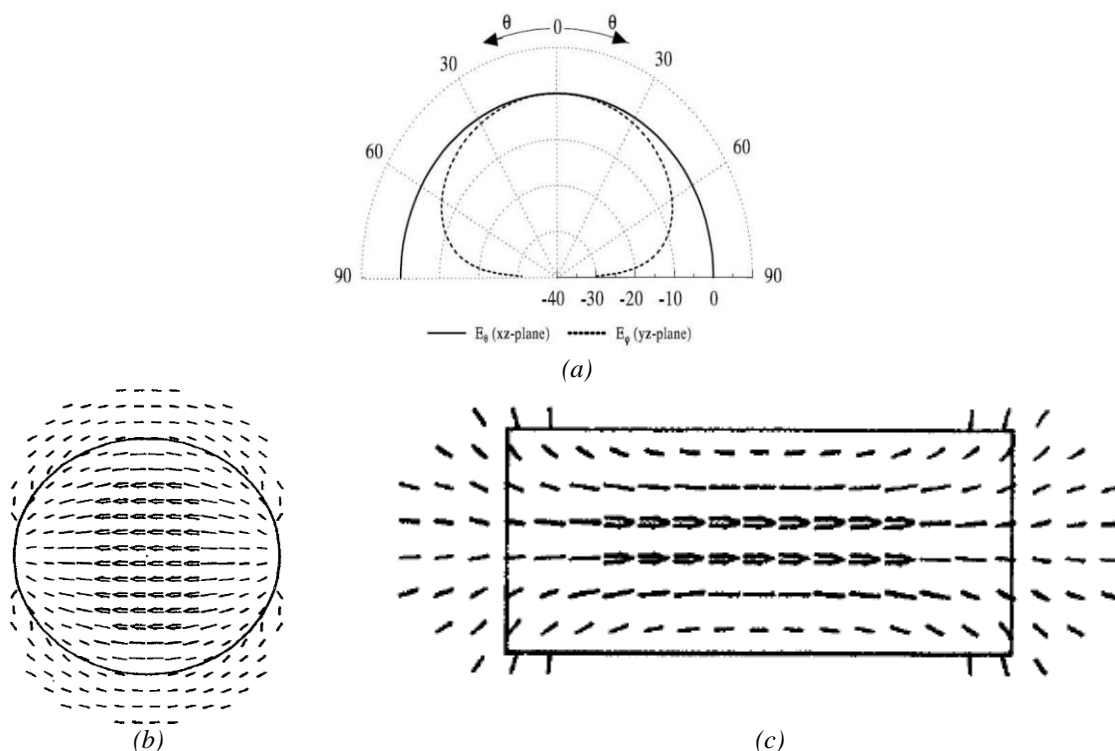 θ 0 θ
30 30
60 60
90 90
-40 -30 -20 -10 0
E_θ (xz-plane) E_φ (yz-plane)
(a)
(b) (c)